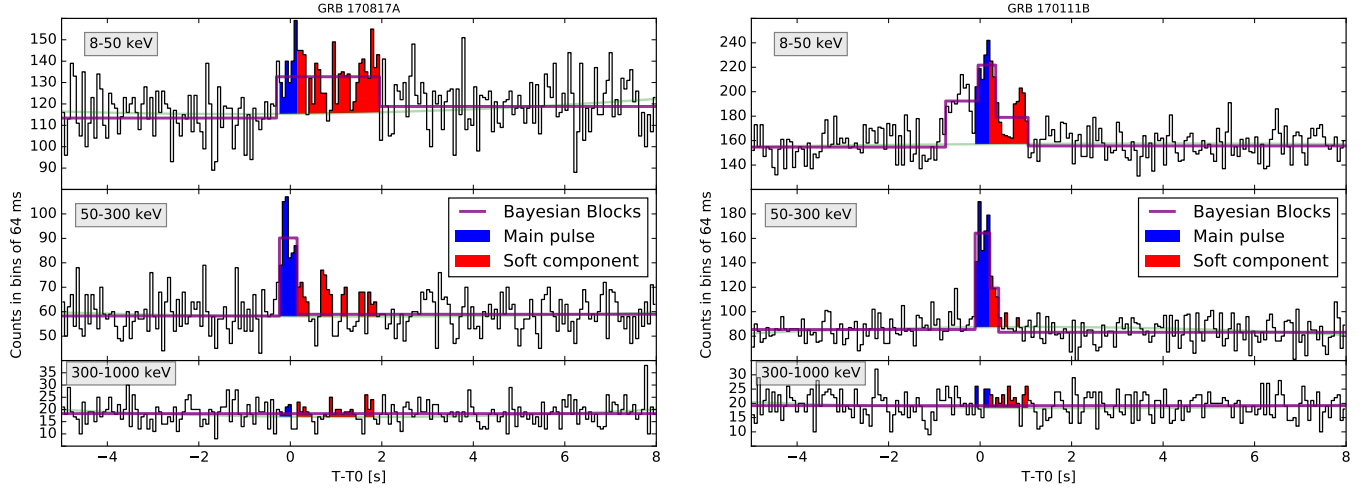 GRB 170817A
8-50 keV
150
140
130
120
110
100
90
50-300 keV
Bayesian Blocks
Main pulse
Soft component
100
90
80
70
60
50
Counts in bins of 64 ms
300-1000 keV
35
30
25
20
15
10
−4
−2
0
2
4
6
8
T-T0 [s]
GRB 170111B
8-50 keV
240
220
200
180
160
140
50-300 keV
Bayesian Blocks
Main pulse
Soft component
180
160
140
120
100
80
Counts in bins of 64 ms
300-1000 keV
30
25
20
15
10
−4
−2
0
2
4
6
8
T-T0 [s]